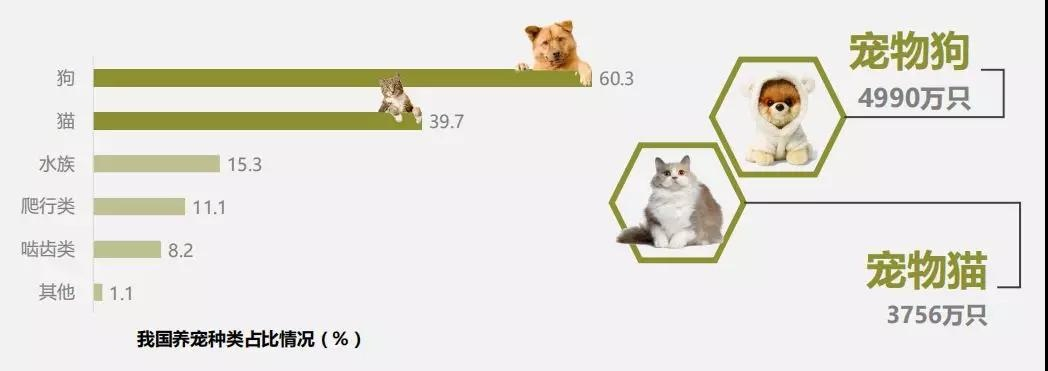 狗
60.3
猫
39.7
水族
15.3
爬行类
11.1
啮齿类
8.2
其他
1.1
我国养宠种类占比情况（%）
宠物狗
4990万只
宠物猫
3756万只